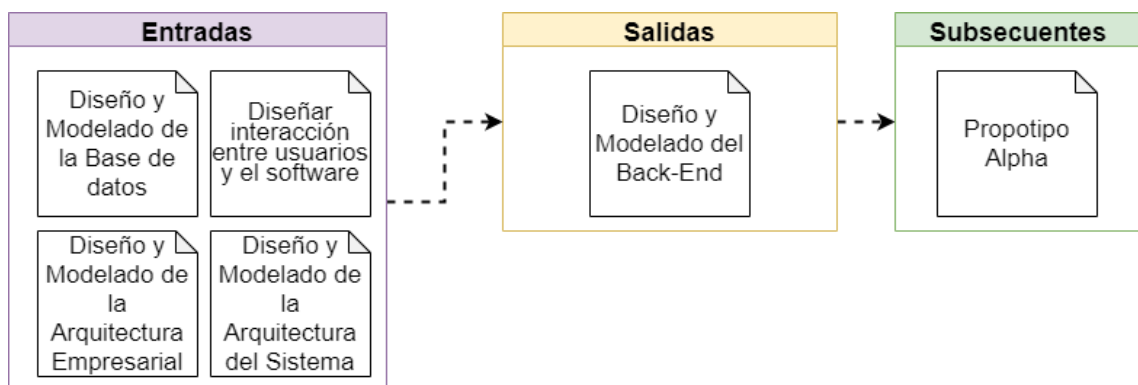 Entradas
Diseño y
Modelado de
la Base de
datos
Diseñar
interacción
entre usuarios
y el software
Diseño y
Modelado de
la
Arquitectura
Empresarial
Diseño y
Modelado de
la
Arquitectura
del Sistema
Salidas
Diseño y
Modelado del
Back-End
Subsecuentes
Propotipo
Alpha